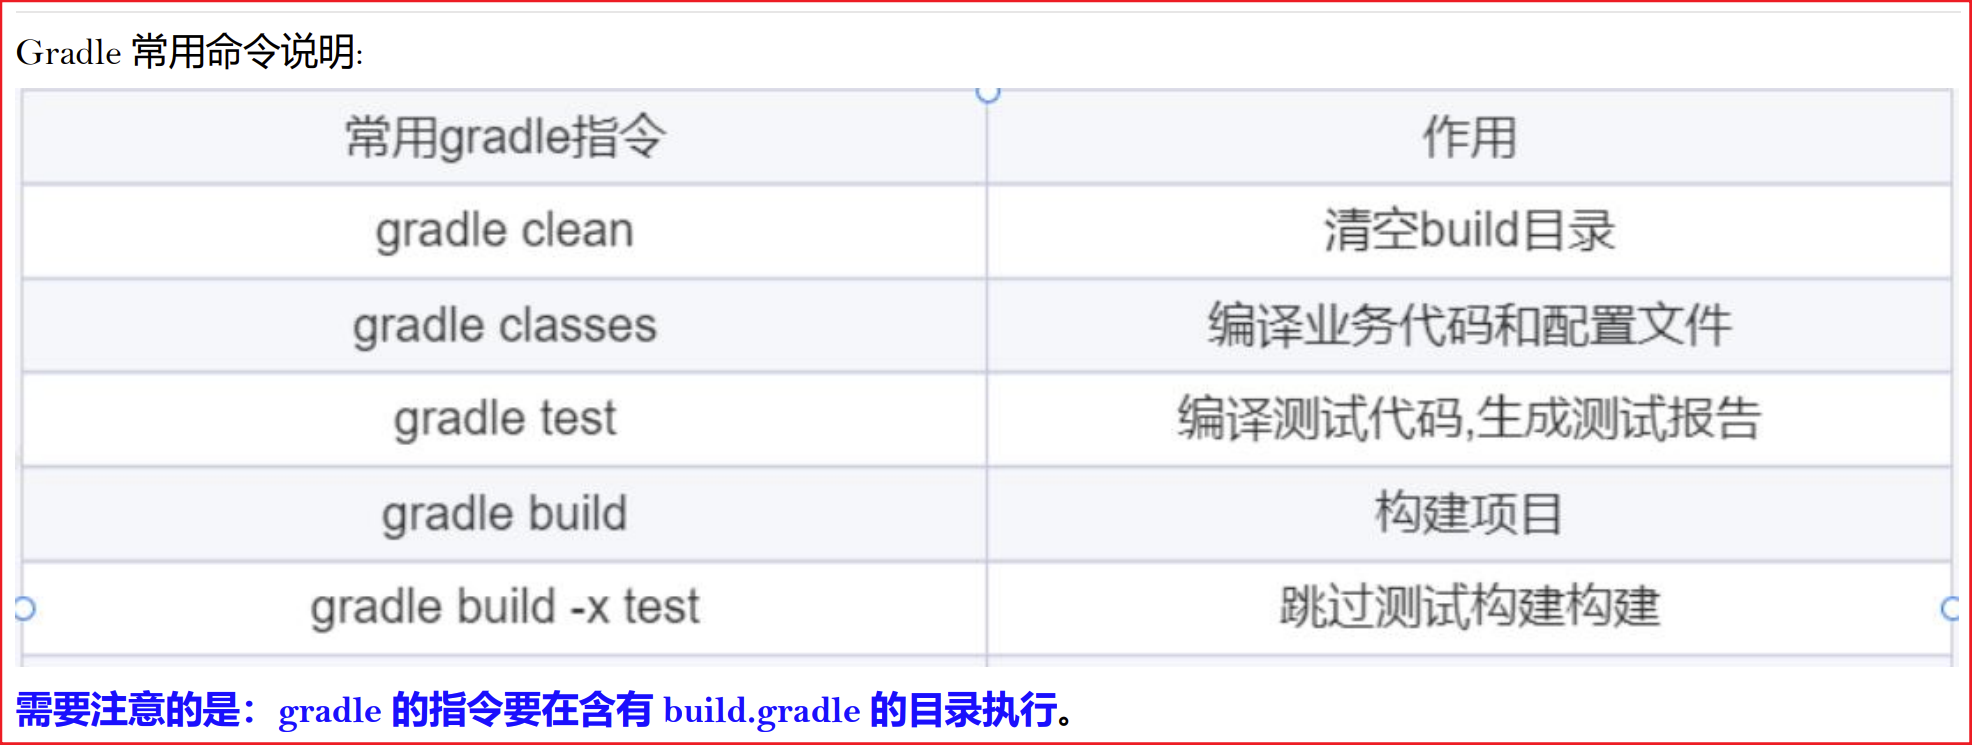 Gradle 常用命令说明:
常用gradle指令 作用
gradle clean 清空build目录
gradle classes 编译业务代码和配置文件
gradle test 编译测试代码,生成测试报告
gradle build 构建项目
gradle build -x test 跳过测试构建构建
需要注意的是：gradle 的指令要在含有 build.gradle 的目录执行。